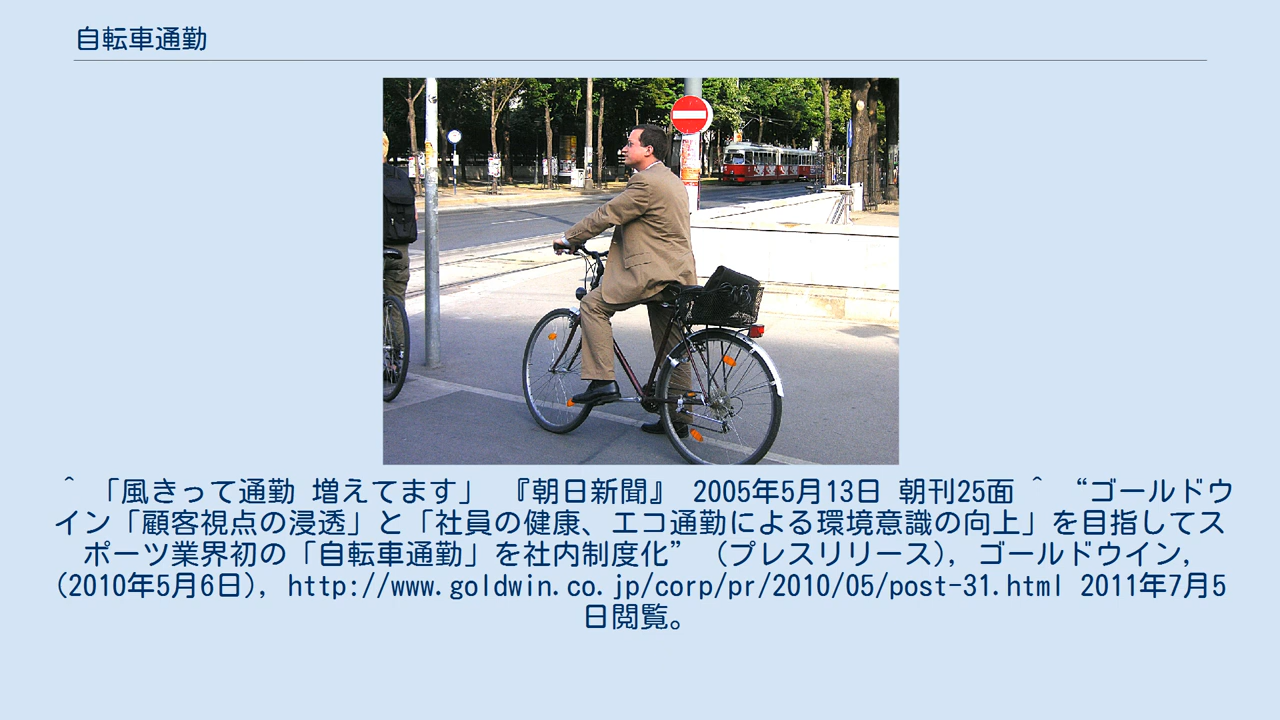 自転車通勤
^ 「風きって通勤 増えてます」 『朝日新聞』 2005年5月13日 朝刊25面 ^ “ゴールドウ
イン「顧客視点の浸透」と「社員の健康、エコ通勤による環境意識の向上」を目指してス
ポーツ業界初の「自転車通勤」を社内制度化” (プレスリリース), ゴールドウイン,
(2010年5月6日), http://www.goldwin.co.jp/corp/pr/2010/05/post-31.html 2011年7月5
日閲覧。